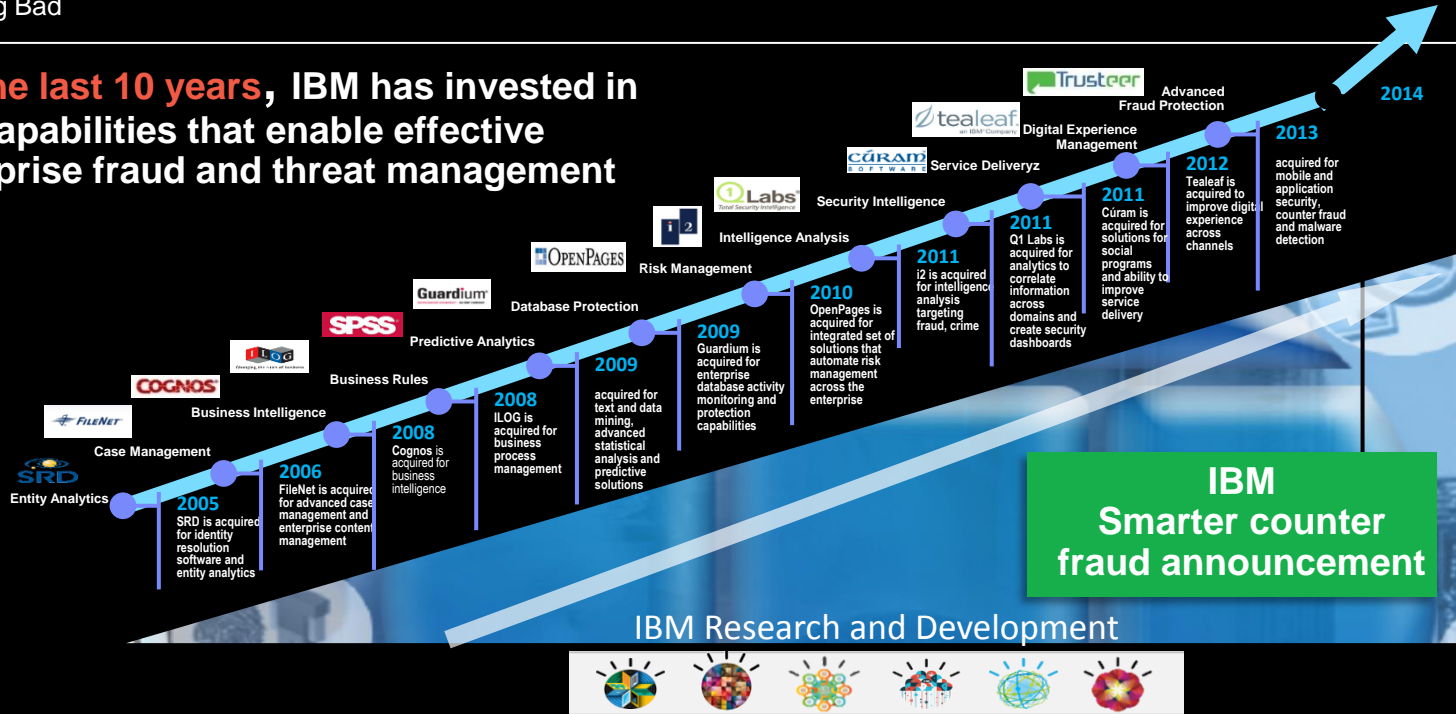 g Bad
ne last 10 years, IBM has invested in
capabilities that enable effective
prise fraud and threat management
SRD
Entity Analytics
2005
SRD is acquired
for identity
resolution
software and
entity analytics
FILENET
Case Management
2006
FileNet is acquired
for advanced case
management and
enterprise content
management
COGNOS
Business Intelligence
2008
Cognos is
acquired for
business
intelligence
ILOG
Business Rules
2008
ILOG is
acquired for
business
process
management
SPSS
Predictive Analytics
2009
acquired for
text and data
mining,
advanced
statistical
analysis and
predictive
solutions
Guardium
Database Protection
2009
Guardium is
acquired for
enterprise
database activity
monitoring and
protection
capabilities
OPENPAGES
Risk Management
2010
OpenPages is
acquired for
integrated set of
solutions that
automate risk
management
across the
enterprise
i 2
Intelligence Analysis
2011
i2 is acquired
for intelligence
analysis
targeting
fraud, crime
Q1 Labs
Total Security Intelligence
Security Intelligence
2011
Q1 Labs is
acquired for
analytics to
correlate
information
across
domains and
create security
dashboards
CÚRAM
SOFTWARE
Service Deliveryz
2011
Cúram is
acquired for
solutions for
social
programs
and ability to
improve
service
delivery
tealeaf
an IBM Company
Digital Experience
Management
2012
Tealeaf is
acquired to
improve digital
experience
across
channels
Trusteer
Advanced
Fraud Protection
2013
acquired for
mobile and
application
security,
counter fraud
and malware
detection
2014
IBM
Smarter counter
fraud announcement
IBM Research and Development